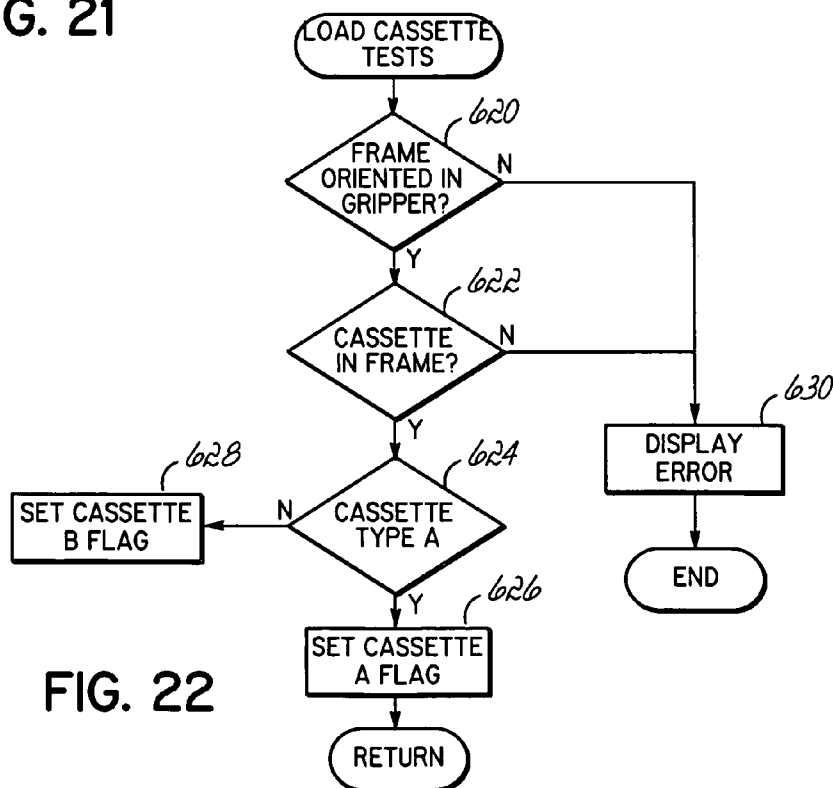 G. 21
LOAD CASSETTE
TESTS
620
FRAME
ORIENTED IN
GRIPPER?
N
Y
622
CASSETTE
IN FRAME?
N
Y
630
DISPLAY
ERROR
628
SET CASSETTE
B FLAG
N
624
CASSETTE
TYPE A
Y
END
626
SET CASSETTE
A FLAG
FIG. 22
RETURN